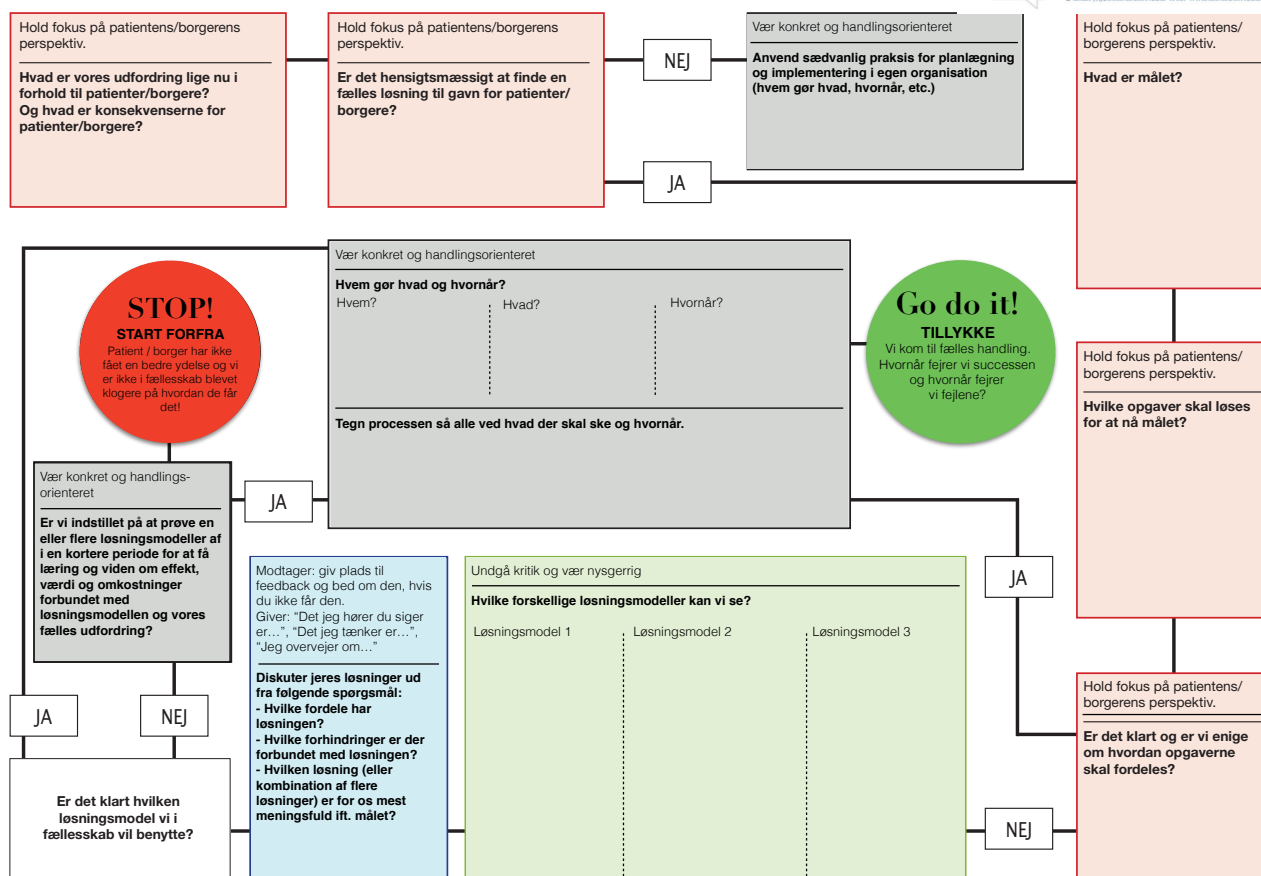 Hold fokus på patientens/borgerens
perspektiv.
Hvad er vores udfordring lige nu i
forhold til patienter/borgere?
Og hvad er konsekvenserne for
patienter/borgere?
Hold fokus på patientens/borgerens
perspektiv.
Er det hensigtsmæssigt at finde en
fælles løsning til gavn for patienter/
borgere?
NEJ
Vær konkret og handlingsorienteret
Anvend sædvanlig praksis for planlægning
og implementering i egen organisation
(hvem gør hvad, hvornår, etc.)
JA
Hold fokus på patientens/
borgerens perspektiv.
Hvad er målet?
STOP!
START FORFRA
Patient / borger har ikke
fået en bedre ydelse og vi
er ikke i fællesskab blevet
klogere på hvordan de får
det!
Vær konkret og handlingsorienteret
Hvem gør hvad og hvornår?
Hvem?
Hvad?
Hvornår?
Tegn processen så alle ved hvad der skal ske og hvornår.
Go do it!
TILLYKKE
Vi kom til fælles handling.
Hvornår fejrer vi successen
og hvornår fejrer
vi fejlene?
Hold fokus på patientens/
borgerens perspektiv.
Hvilke opgaver skal løses
for at nå målet?
Vær konkret og handlings-
orienteret
Er vi indstillet på at prøve en
eller flere løsningsmodeller af
i en kortere periode for at få
læring og viden om effekt,
værdi og omkostninger
forbundet med
løsningsmodellen og vores
fælles udfordring?
JA
Modtager: giv plads til
feedback og bed om den, hvis
du ikke får den.
Giver: “Det jeg hører du siger
er…”, “Det jeg tænker er…”,
“Jeg overvejer om…”
Diskuter jeres løsninger ud
fra følgende spørgsmål:
- Hvilke fordele har
løsningen?
- Hvilke forhindringer er der
forbundet med løsningen?
- Hvilken løsning (eller
kombination af flere
løsninger) er for os mest
meningsfuld ift. målet?
Undgå kritik og vær nysgerrig
Hvilke forskellige løsningsmodeller kan vi se?
Løsningsmodel 1
Løsningsmodel 2
Løsningsmodel 3
JA
Hold fokus på patientens/
borgerens perspektiv.
Er det klart og er vi enige
om hvordan opgaverne
skal fordeles?
JA
NEJ
Er det klart hvilken
løsningsmodel vi i
fællesskab vil benytte?
NEJ